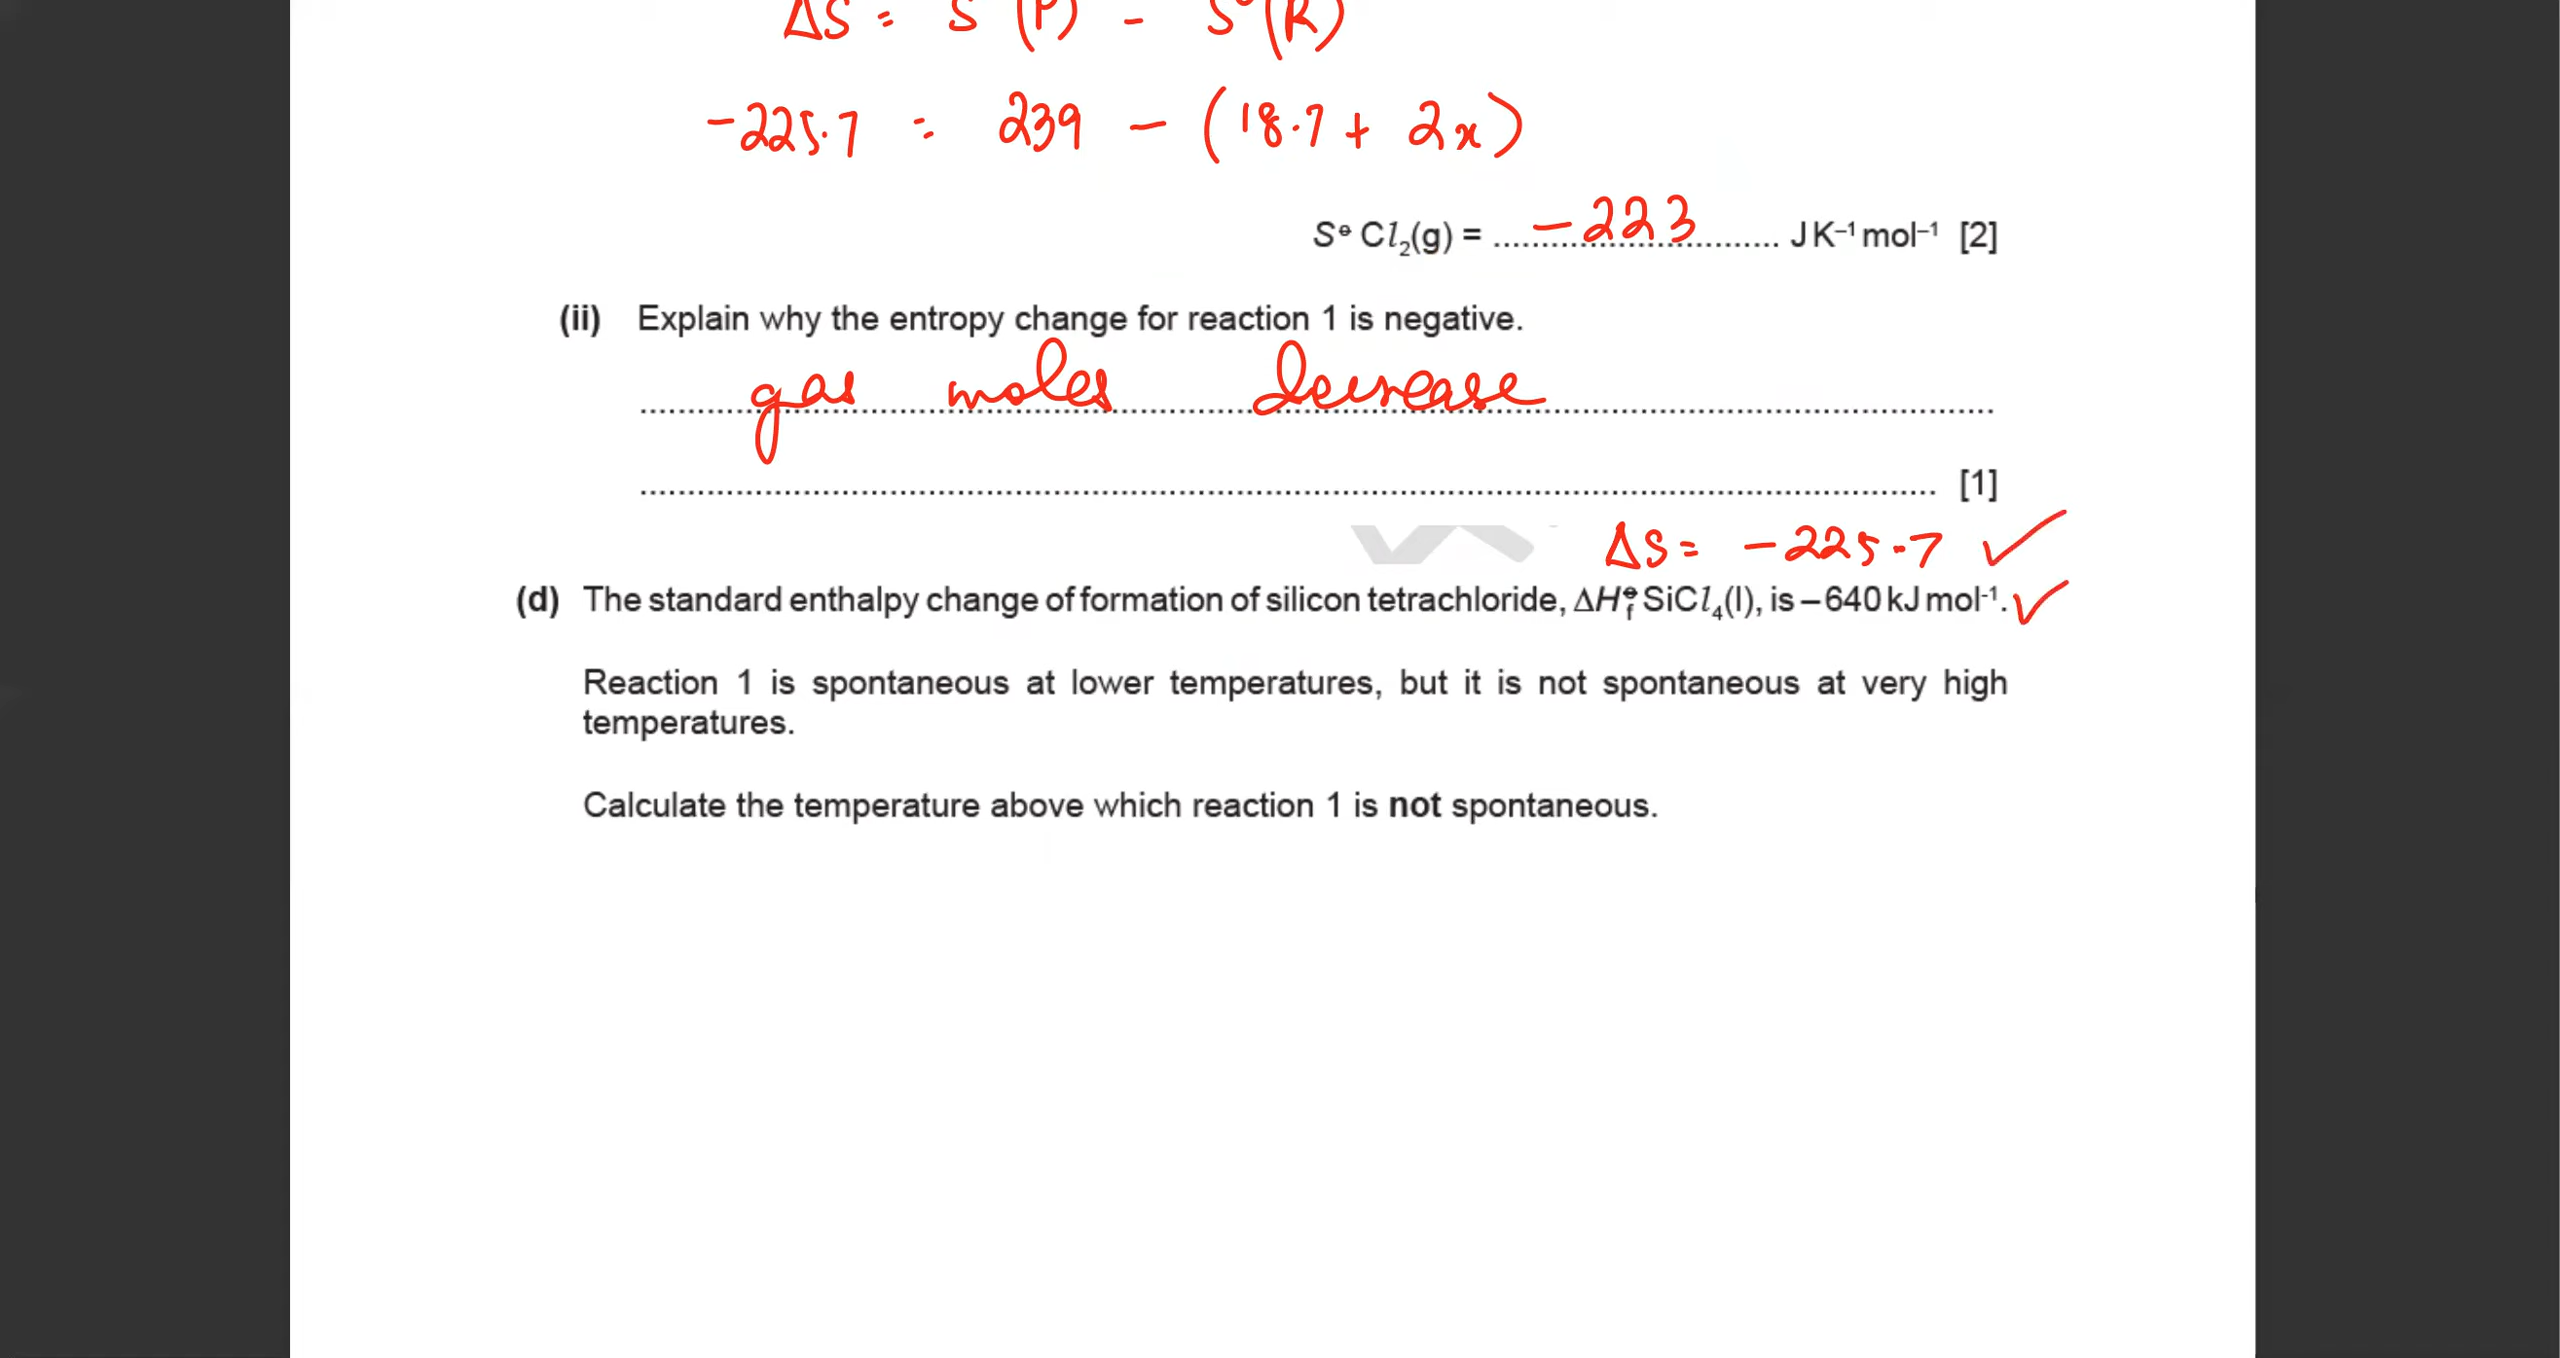 ΔS = S°(P) - S°(R)
-225.7 = 239 - (18.7 + 2x)
S⦵ Cl₂(g) = .... -223 .... J K⁻¹ mol⁻¹ [2]
(ii) Explain why the entropy change for reaction 1 is negative.
gas moles decrease
[1]
ΔS = -225.7 ✓
(d) The standard enthalpy change of formation of silicon tetrachloride, ΔH⦵f SiCl₄(l), is –640 kJ mol⁻¹. ✓
Reaction 1 is spontaneous at lower temperatures, but it is not spontaneous at very high
temperatures.
Calculate the temperature above which reaction 1 is not spontaneous.